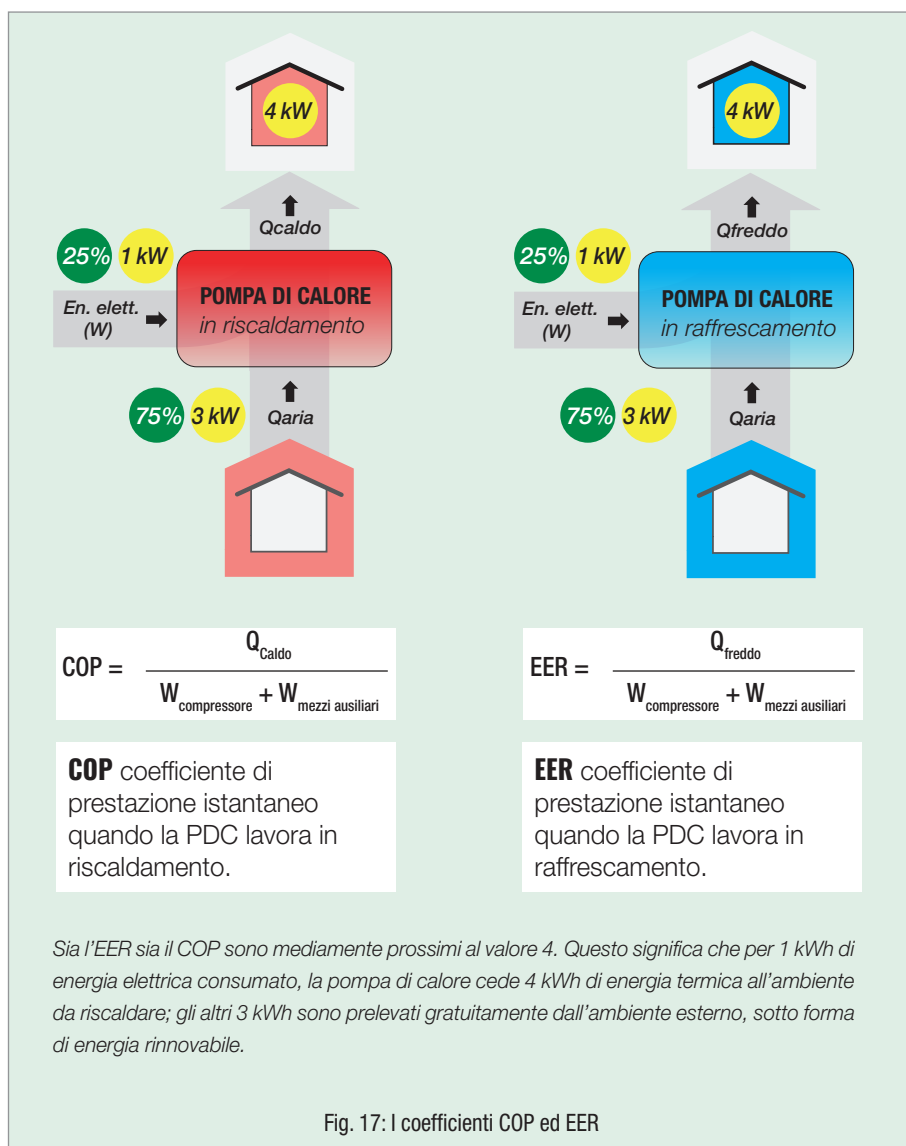 4 kW
Qcaldo
25% 1 kW
En. elett.
(W)
POMPA DI CALORE
in riscaldamento
75% 3 kW
Qaria
COP = QCaldo
Wcompressore + Wmezzi ausiliari
COP coefficiente di
prestazione istantaneo
quando la PDC lavora in
riscaldamento.
4 kW
Qfreddo
25% 1 kW
En. elett.
(W)
POMPA DI CALORE
in raffrescamento
75% 3 kW
Qaria
EER = Qfreddo
Wcompressore + Wmezzi ausiliari
EER coefficiente di
prestazione istantaneo
quando la PDC lavora in
raffrescamento.
Sia l'EER sia il COP sono mediamente prossimi al valore 4. Questo significa che per 1 kWh di
energia elettrica consumato, la pompa di calore cede 4 kWh di energia termica all'ambiente
da riscaldare; gli altri 3 kWh sono prelevati gratuitamente dall'ambiente esterno, sotto forma
di energia rinnovabile.
Fig. 17: I coefficienti COP ed EER